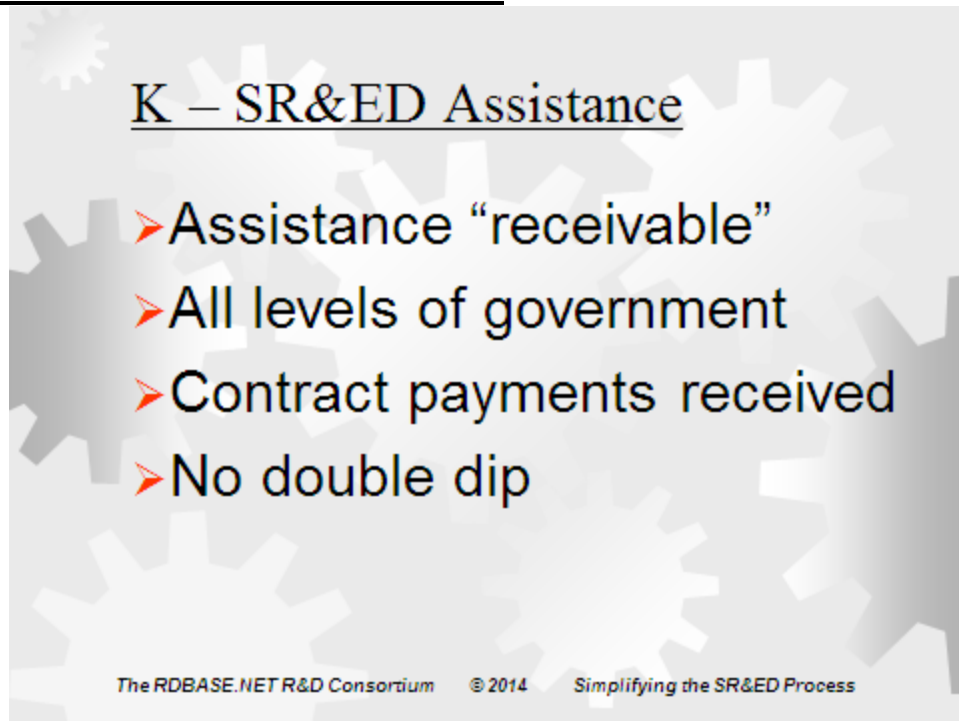 K – SR&ED Assistance
➢Assistance “receivable”
➢All levels of government
➢Contract payments received
➢No double dip
The RDBASE.NET R&D Consortium © 2014 Simplifying the SR&ED Process